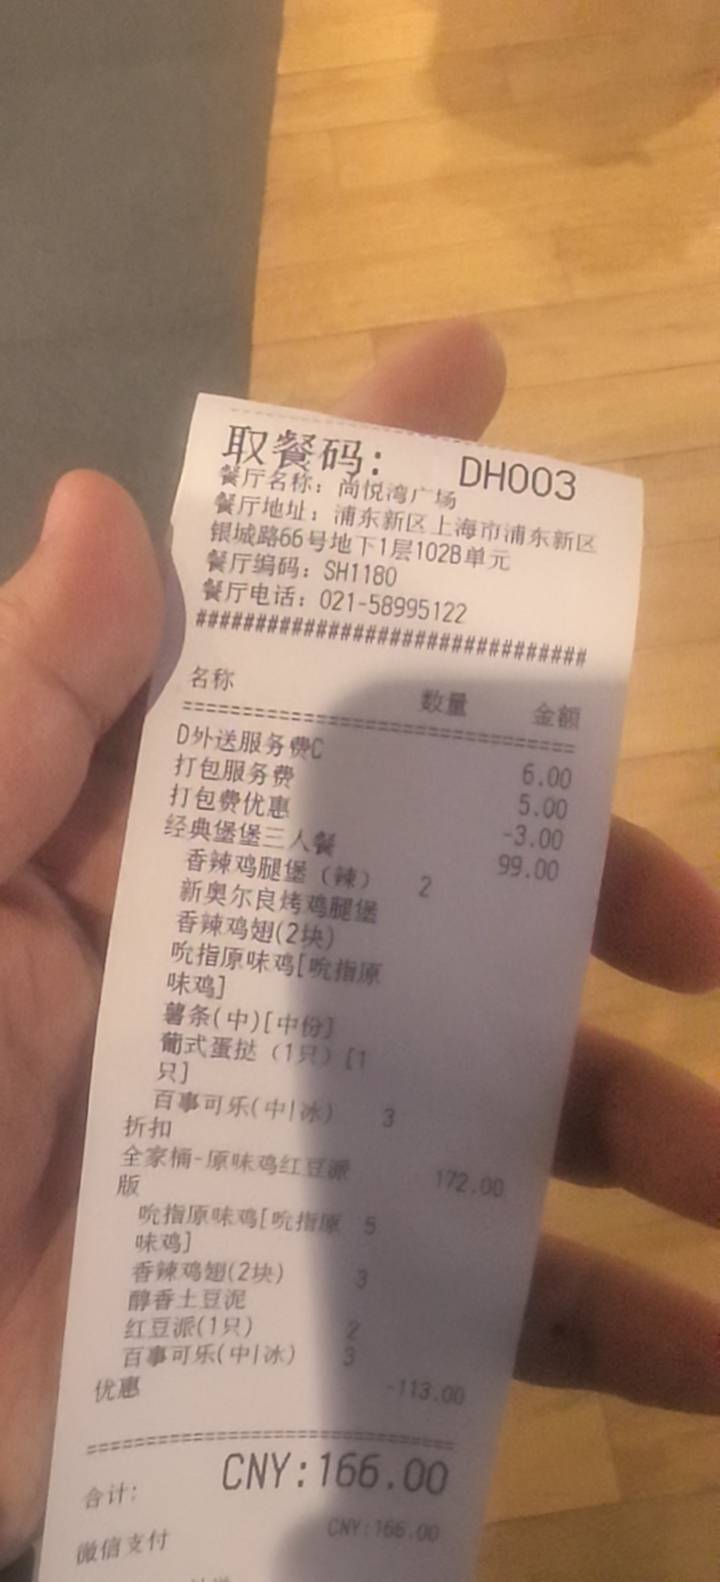 取餐码: DH003
餐厅名称: 尚悦湾广场
餐厅地址: 浦东新区上海市浦东新区
银城路66号地下1层102B单元
餐厅编码: SH1180
餐厅电话: 021-58995122
#################################
名称 数量 金额
================================
D外送服务费C 6.00
打包服务费 5.00
打包费优惠 -3.00
经典堡堡三人餐 99.00
香辣鸡腿堡（辣） 2
新奥尔良烤鸡腿堡
香辣鸡翅(2块)
吮指原味鸡[吮指原
味鸡]
薯条(中)[中份]
葡式蛋挞（1只）[1
只]
百事可乐(中|冰) 3
折扣
全家桶-原味鸡红豆派 172.00
版
吮指原味鸡[吮指原 5
味鸡]
香辣鸡翅(2块) 3
醇香土豆泥
红豆派(1只) 2
百事可乐(中|冰) 3
优惠 -113.00
================================
合计: CNY:166.00
微信支付 CNY:166.00